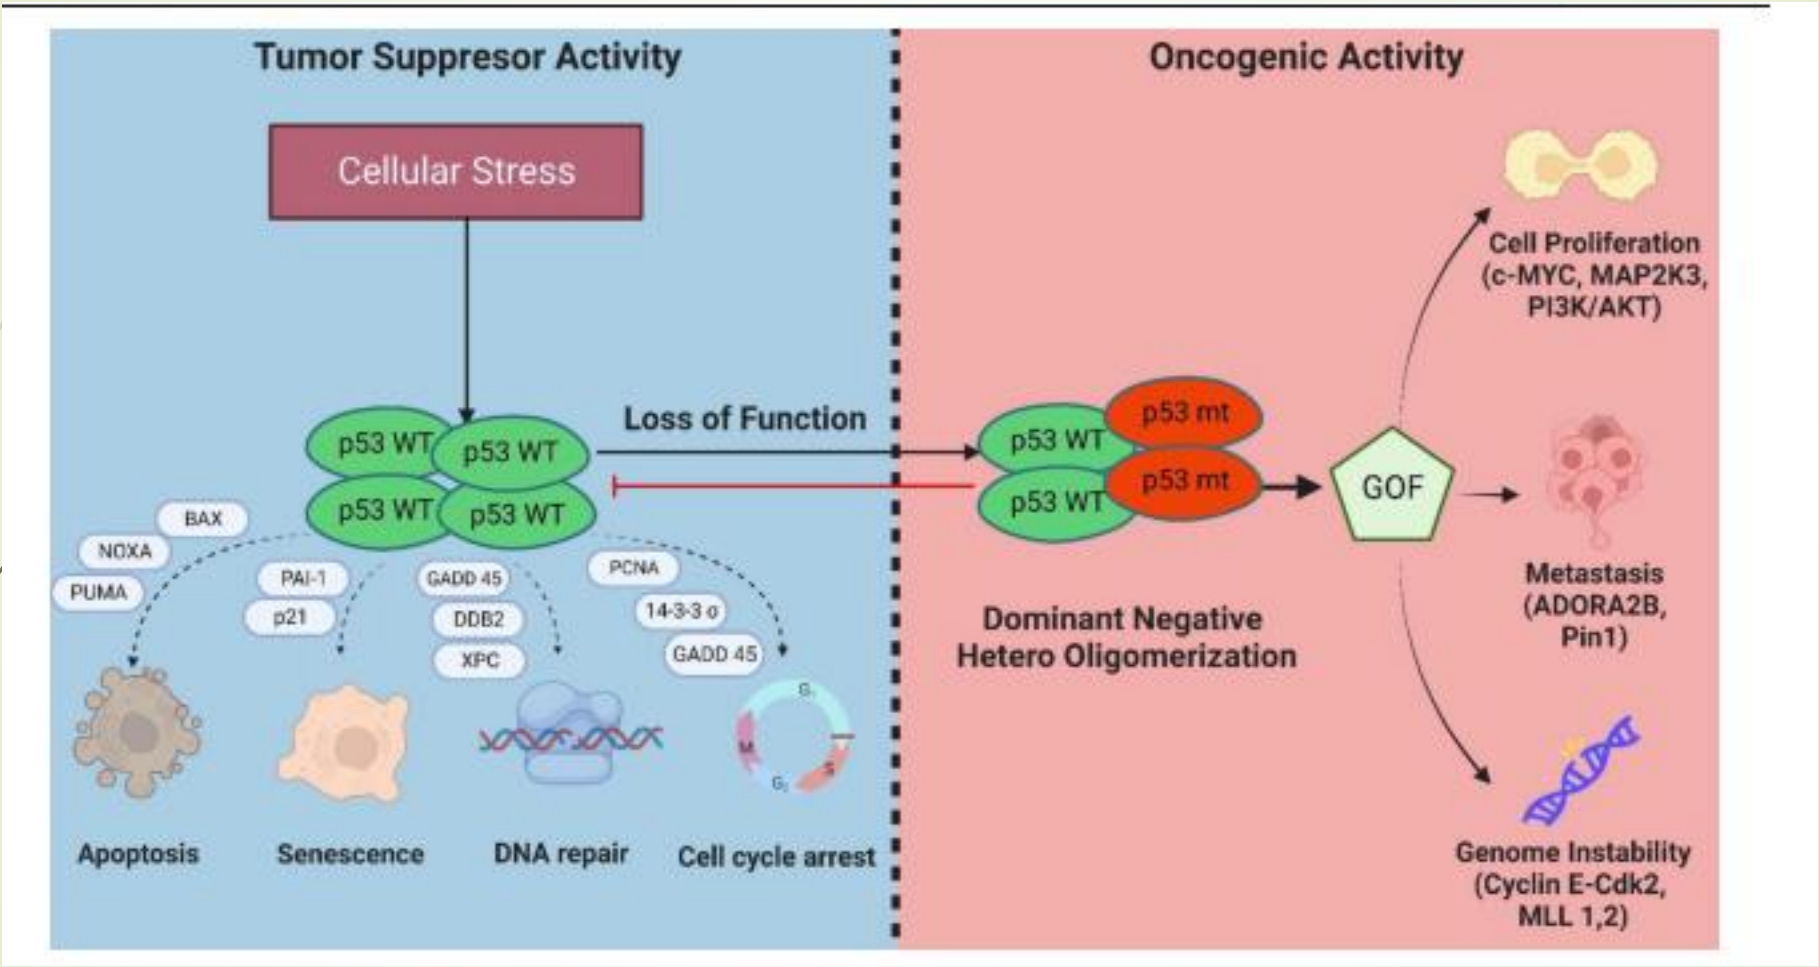 Tumor Suppresor Activity
Oncogenic Activity
Cellular Stress
Cell Proliferation
(c-MYC, MAP2K3,
PI3K/AKT)
p53 WT
p53 WT
p53 WT
p53 WT
Loss of Function
p53 WT
p53 mt
p53 WT
p53 mt
GOF
BAX
NOXA
PUMA
PAI-1
p21
GADD 45
DDB2
XPC
PCNA
14-3-3 σ
GADD 45
Dominant Negative
Hetero Oligomerization
Metastasis
(ADORA2B,
Pin1)
G₁
M
S
G₂
Apoptosis
Senescence
DNA repair
Cell cycle arrest
Genome Instability
(Cyclin E-Cdk2,
MLL 1,2)